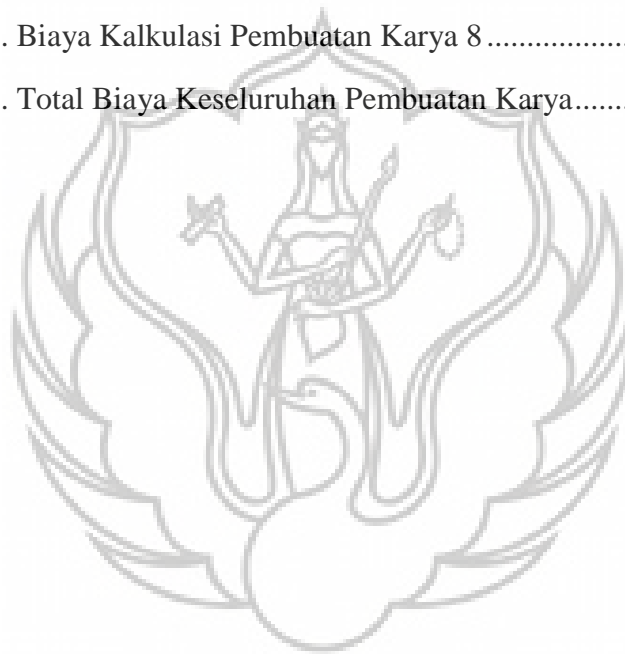 . Biaya Kalkulasi Pembuatan Karya 8..................
. Total Biaya Keseluruhan Pembuatan Karya.......